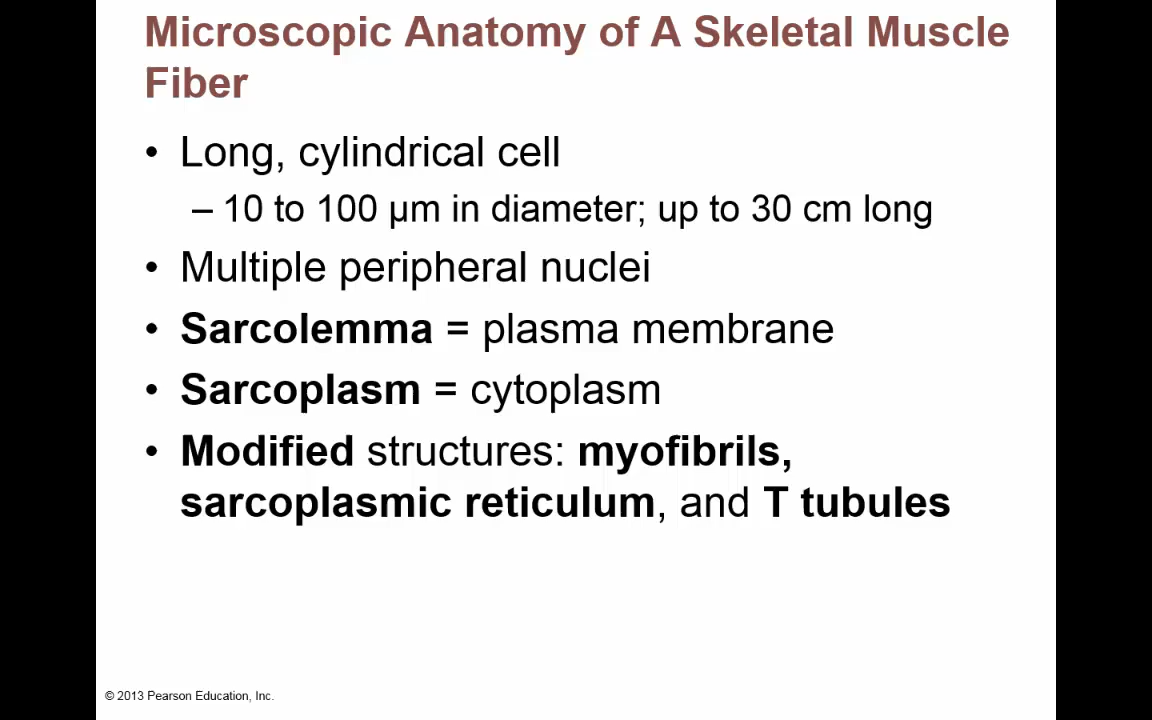 Microscopic Anatomy of A Skeletal Muscle
Fiber
• Long, cylindrical cell
– 10 to 100 µm in diameter; up to 30 cm long
• Multiple peripheral nuclei
• Sarcolemma = plasma membrane
• Sarcoplasm = cytoplasm
• Modified structures: myofibrils,
sarcoplasmic reticulum, and T tubules
© 2013 Pearson Education, Inc.